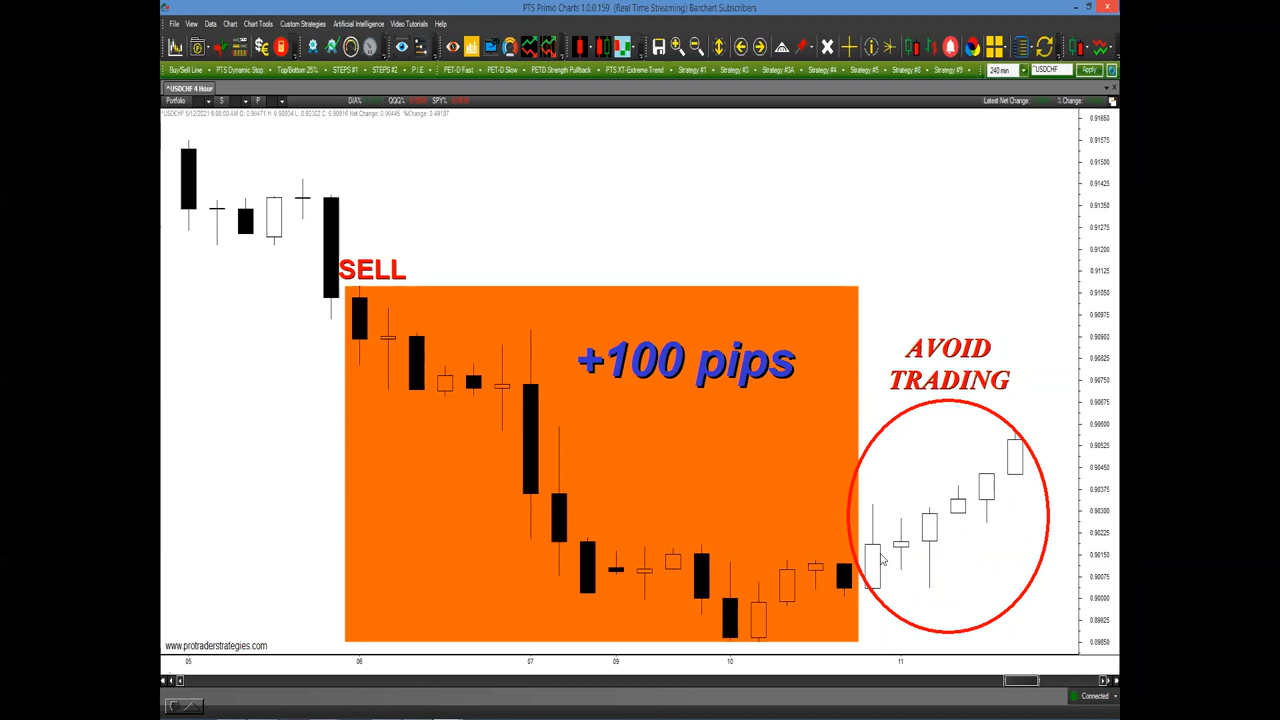 PTS Primo Charts 1.0.0.159 (Real Time Streaming) Barchart Subscribers
View Data Chart Chart Tools Custom Strategies Artificial Intelligence Video Tutorials Help
Buy/Sell Line PTS Dynamic Stop Top/Bottom 25% STEPS #1 STEPS #2 P.I.E PET-D Fast PET-D Slow PETD Strength Pullback PTS XT-Extreme Trend Strategy #1 Strategy #3 Strategy #3A Strategy #4 Strategy #5 Strategy #8 Strategy #9 240 min ^USDCHF Apply
^USDCHF 4 Hour
Portfolio S P DIA% QQQ% SPY% Latest Net Change: % Change:
0.91650
0.91575
0.91500
0.91425
0.91350
0.91275
0.91200
0.91125
0.91050
0.90900
0.90825
0.90750
0.90675
0.90600
0.90525
0.90450
0.90375
0.90300
0.90225
0.90150
0.90075
0.90000
0.89925
0.89850
SELL
+100 pips
AVOID
TRADING
www.protraderstrategies.com
05 06 07 09 10 11
Connected